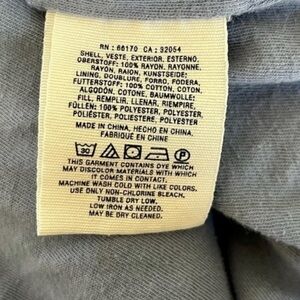 RN : 66170 CA : 32054
SHELL, VESTE, EXTERIOR, ESTERNO,
OBERSTOFF: 100% RAYON, RAYONNE,
RAYON, RAION, KUNSTSEIDE;
LINING, DOUBLURE, FORRO, FODERA,
FUTTERSTOFF: 100% COTTON, COTON,
ALGODÓN, COTONE, BAUMWOLLE;
FILL, REMPLIR, LLENAR, RIEMPIRE,
FÜLLEN: 100% POLYESTER, POLYESTER,
POLIÉSTER, POLIESTERE, POLYESTER
MADE IN CHINA, HECHO EN CHINA,
FABRIQUÉ EN CHINE
30
P
THIS GARMENT CONTAINS DYE WHICH
MAY DISCOLOR MATERIALS WITH WHICH
IT COMES IN CONTACT.
MACHINE WASH COLD WITH LIKE COLORS.
USE ONLY NON-CHLORINE BLEACH.
TUMBLE DRY LOW.
LOW IRON AS NEEDED.
MAY BE DRY CLEANED.